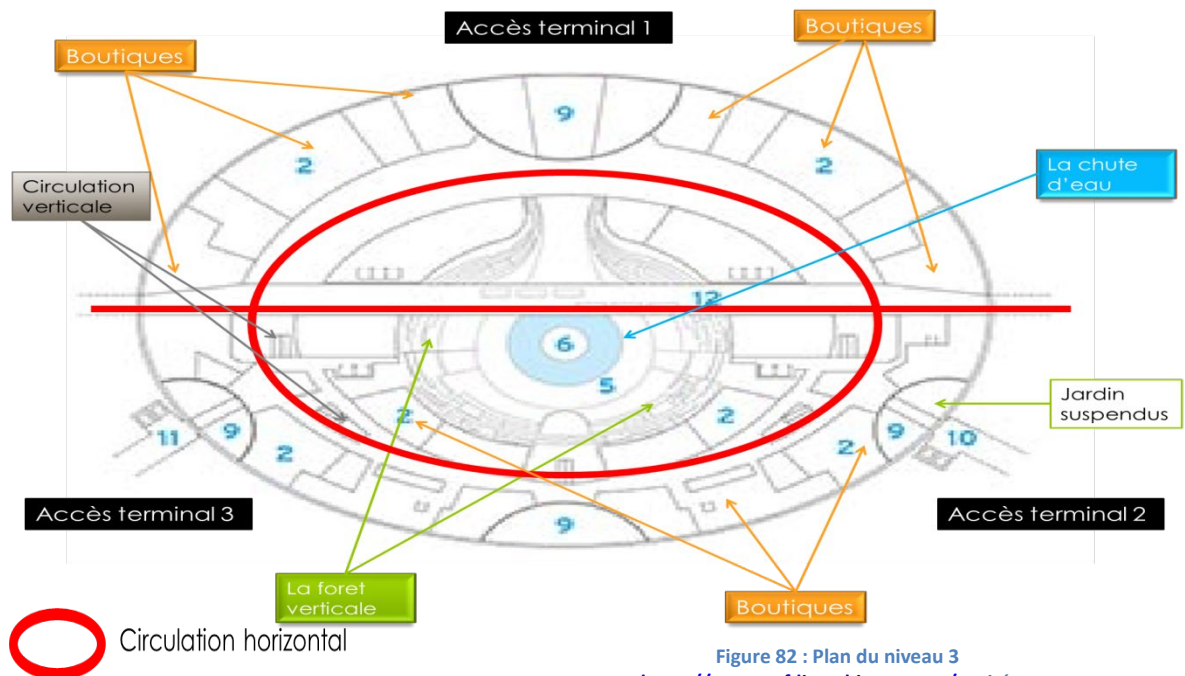 Accès terminal 1
Boutiques
Boutiques
9
2
2
La chute
d'eau
Circulation
verticale
12
6
5
Jardin
suspendus
2
2
11
9
2
2
9
10
Accès terminal 3
9
Accès terminal 2
La foret
verticale
Boutiques
Circulation horizontal
Figure 82 : Plan du niveau 3